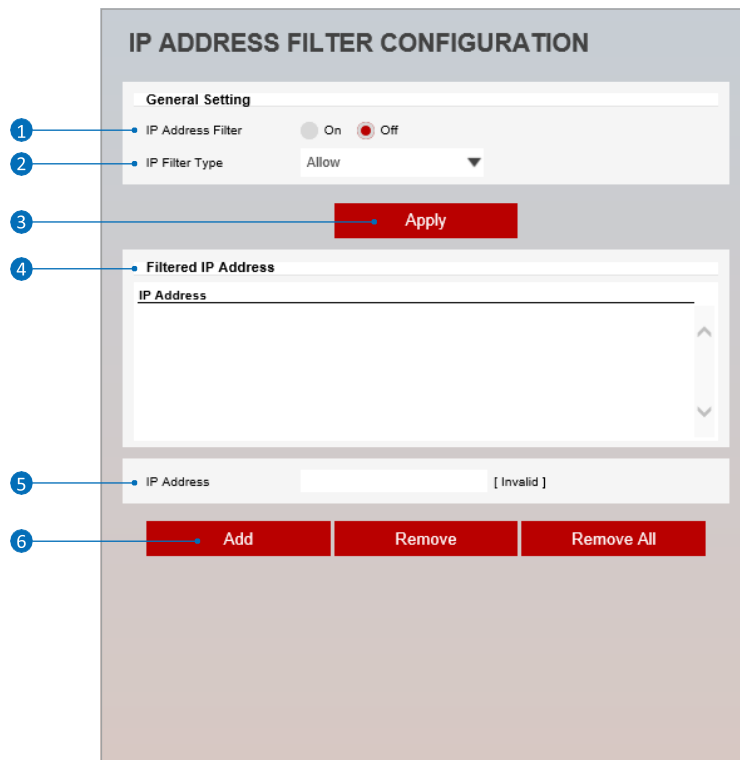 IP ADDRESS FILTER CONFIGURATION
General Setting
1 IP Address Filter On Off
2 IP Filter Type Allow
3 Apply
4 Filtered IP Address
IP Address
5 IP Address [ Invalid ]
6 Add Remove Remove All